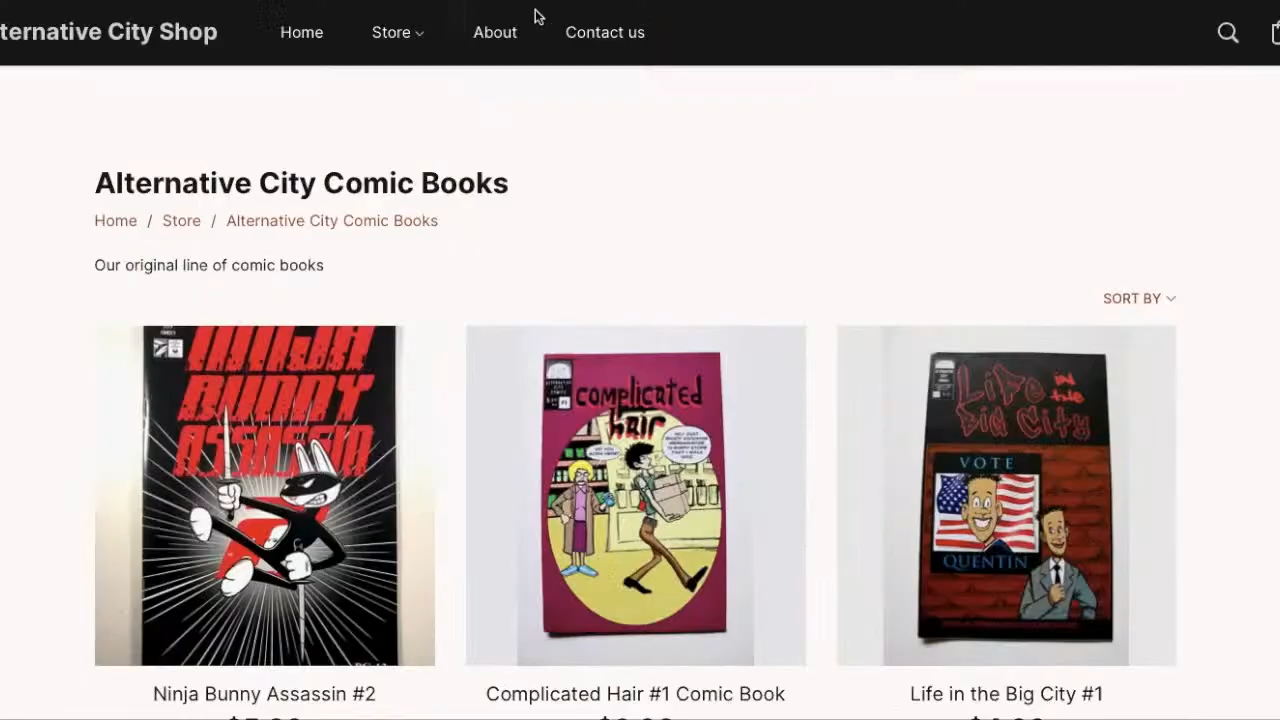 ternative City Shop
Home
Store
About
Contact us
Alternative City Comic Books
Home / Store / Alternative City Comic Books
Our original line of comic books
SORT BY
NINJA
BUNNY
ASSASSIN
complicated
hair
Life in
the
Big City
VOTE
QUENTIN
Ninja Bunny Assassin #2
Complicated Hair #1 Comic Book
Life in the Big City #1